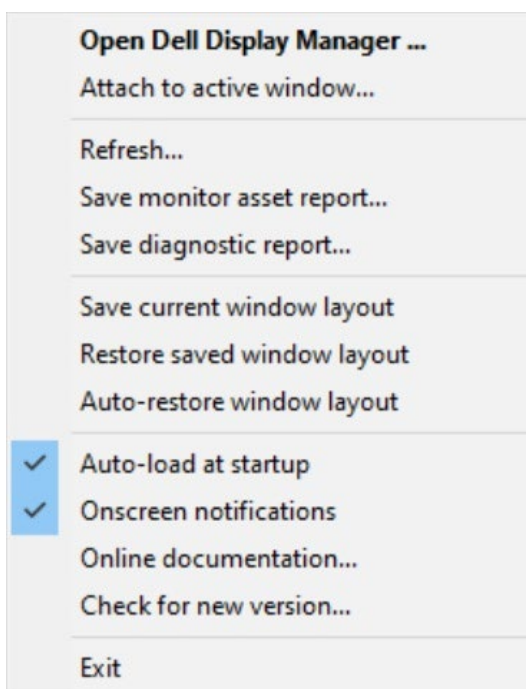 Open Dell Display Manager ...
Attach to active window...
Refresh...
Save monitor asset report...
Save diagnostic report...
Save current window layout
Restore saved window layout
Auto-restore window layout
Auto-load at startup
Onscreen notifications
Online documentation...
Check for new version...
Exit